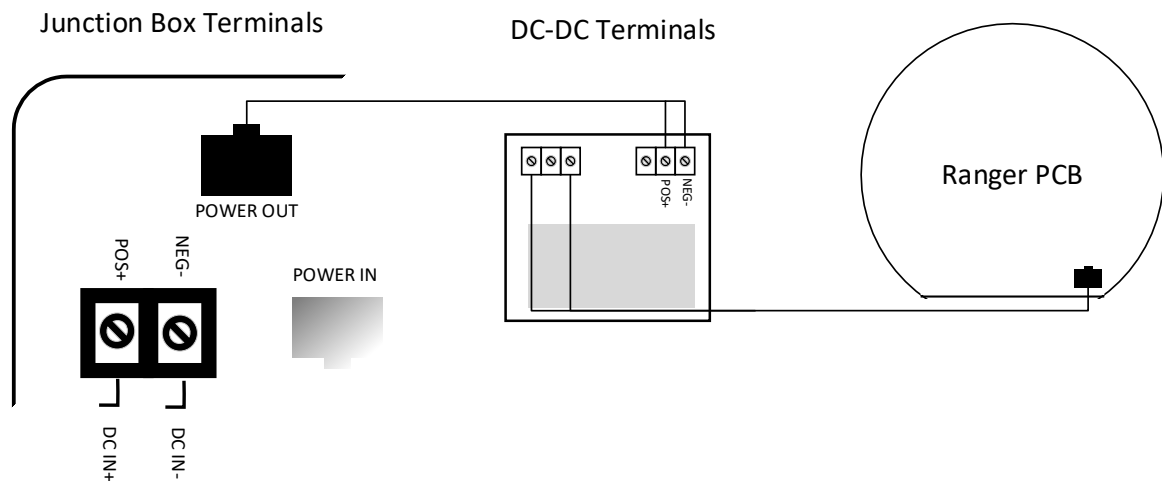 Junction Box Terminals
DC-DC Terminals
POWER OUT
POS+
NEG-
Ranger PCB
POS+
NEG-
POWER IN
DC IN+
DC IN-